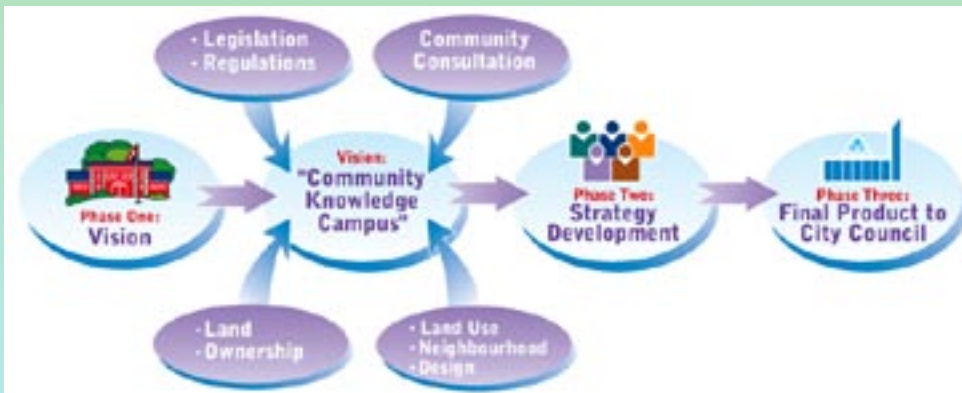 · Legislation
· Regulations
Community
Consultation
Phase One:
Vision
Vision:
"Community
Knowledge
Campus"
Phase Two:
Strategy
Development
Phase Three:
Final Product to
City Council
· Land
· Ownership
· Land Use
· Neighbourhood
· Design